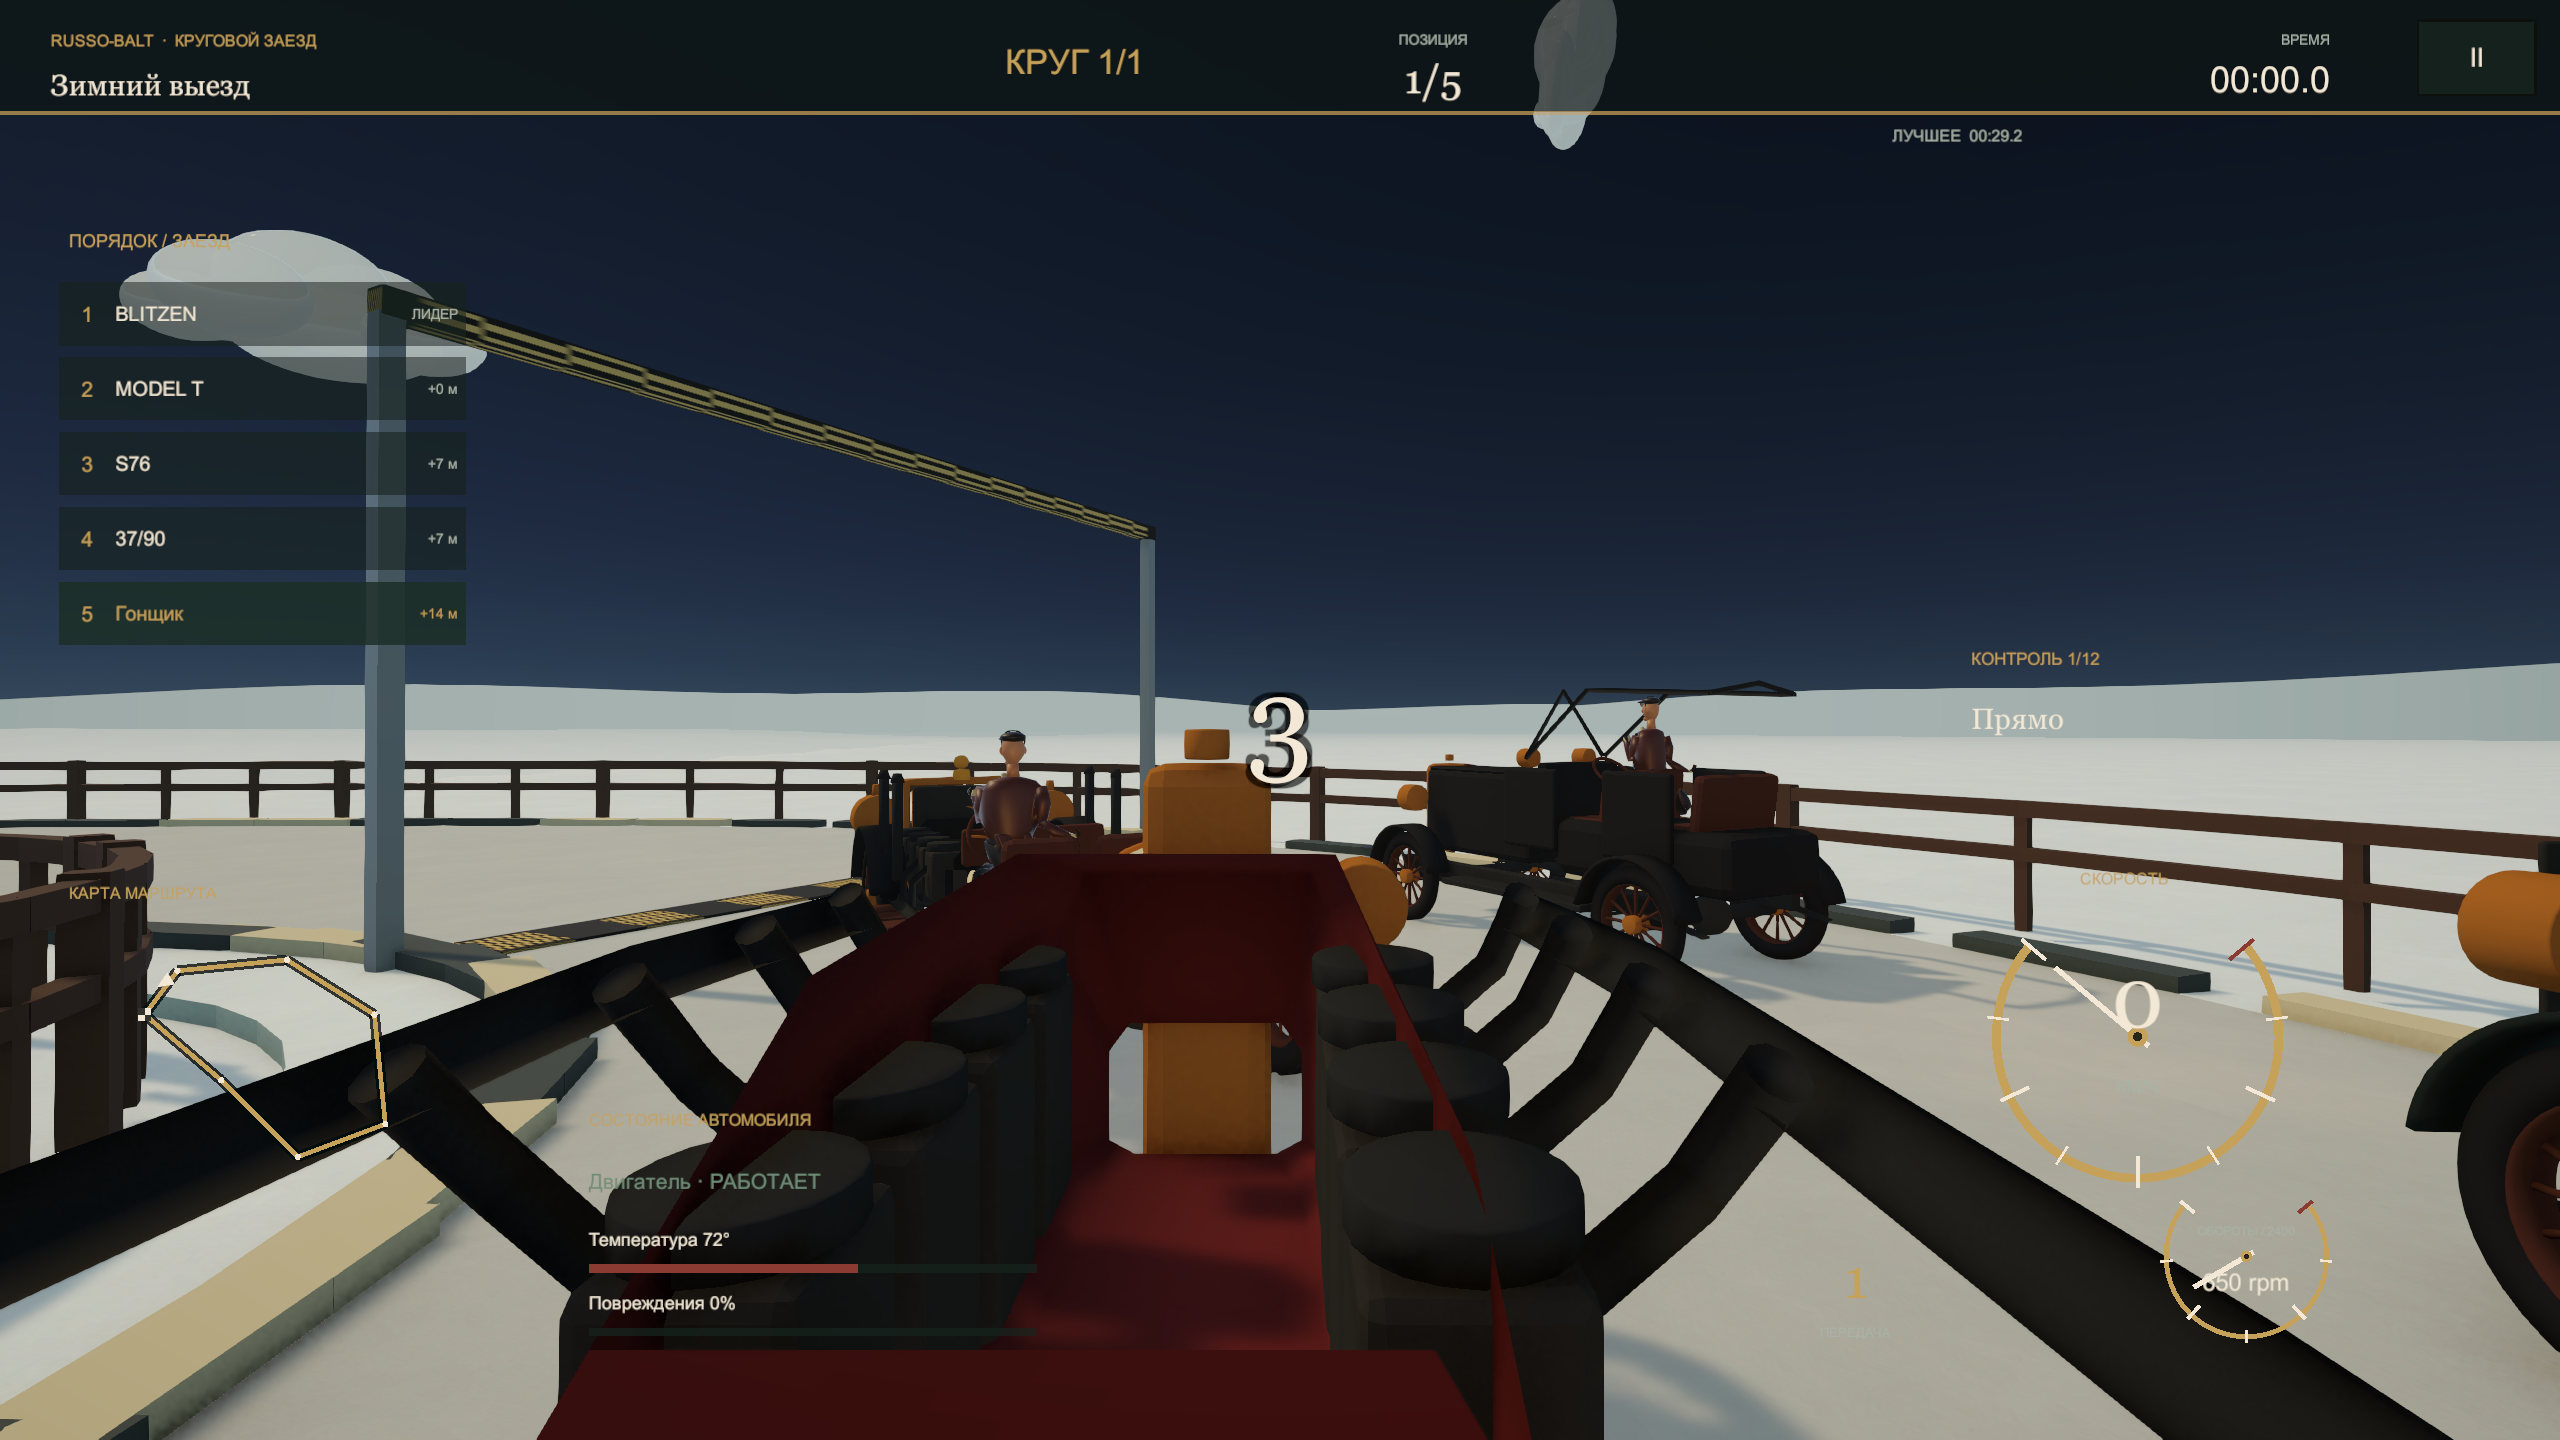 RUSSO-BALT · КРУГОВОЙ ЗАЕЗД
Зимний выезд
КРУГ 1/1
ПОЗИЦИЯ
1/5
ВРЕМЯ
00:00.0
II
ЛУЧШЕЕ 00:29.2
ПОРЯДОК / ЗАЕЗД
1 BLITZEN ЛИДЕР
2 MODEL T +0 м
3 S76 +7 м
4 37/90 +7 м
5 Гонщик +14 м
3
КОНТРОЛЬ 1/12
Прямо
КАРТА МАРШРУТА
СКОРОСТЬ
0
СОСТОЯНИЕ АВТОМОБИЛЯ
Двигатель · РАБОТАЕТ
Температура 72°
Повреждения 0%
1
ПЕРЕДАЧА
650 rpm